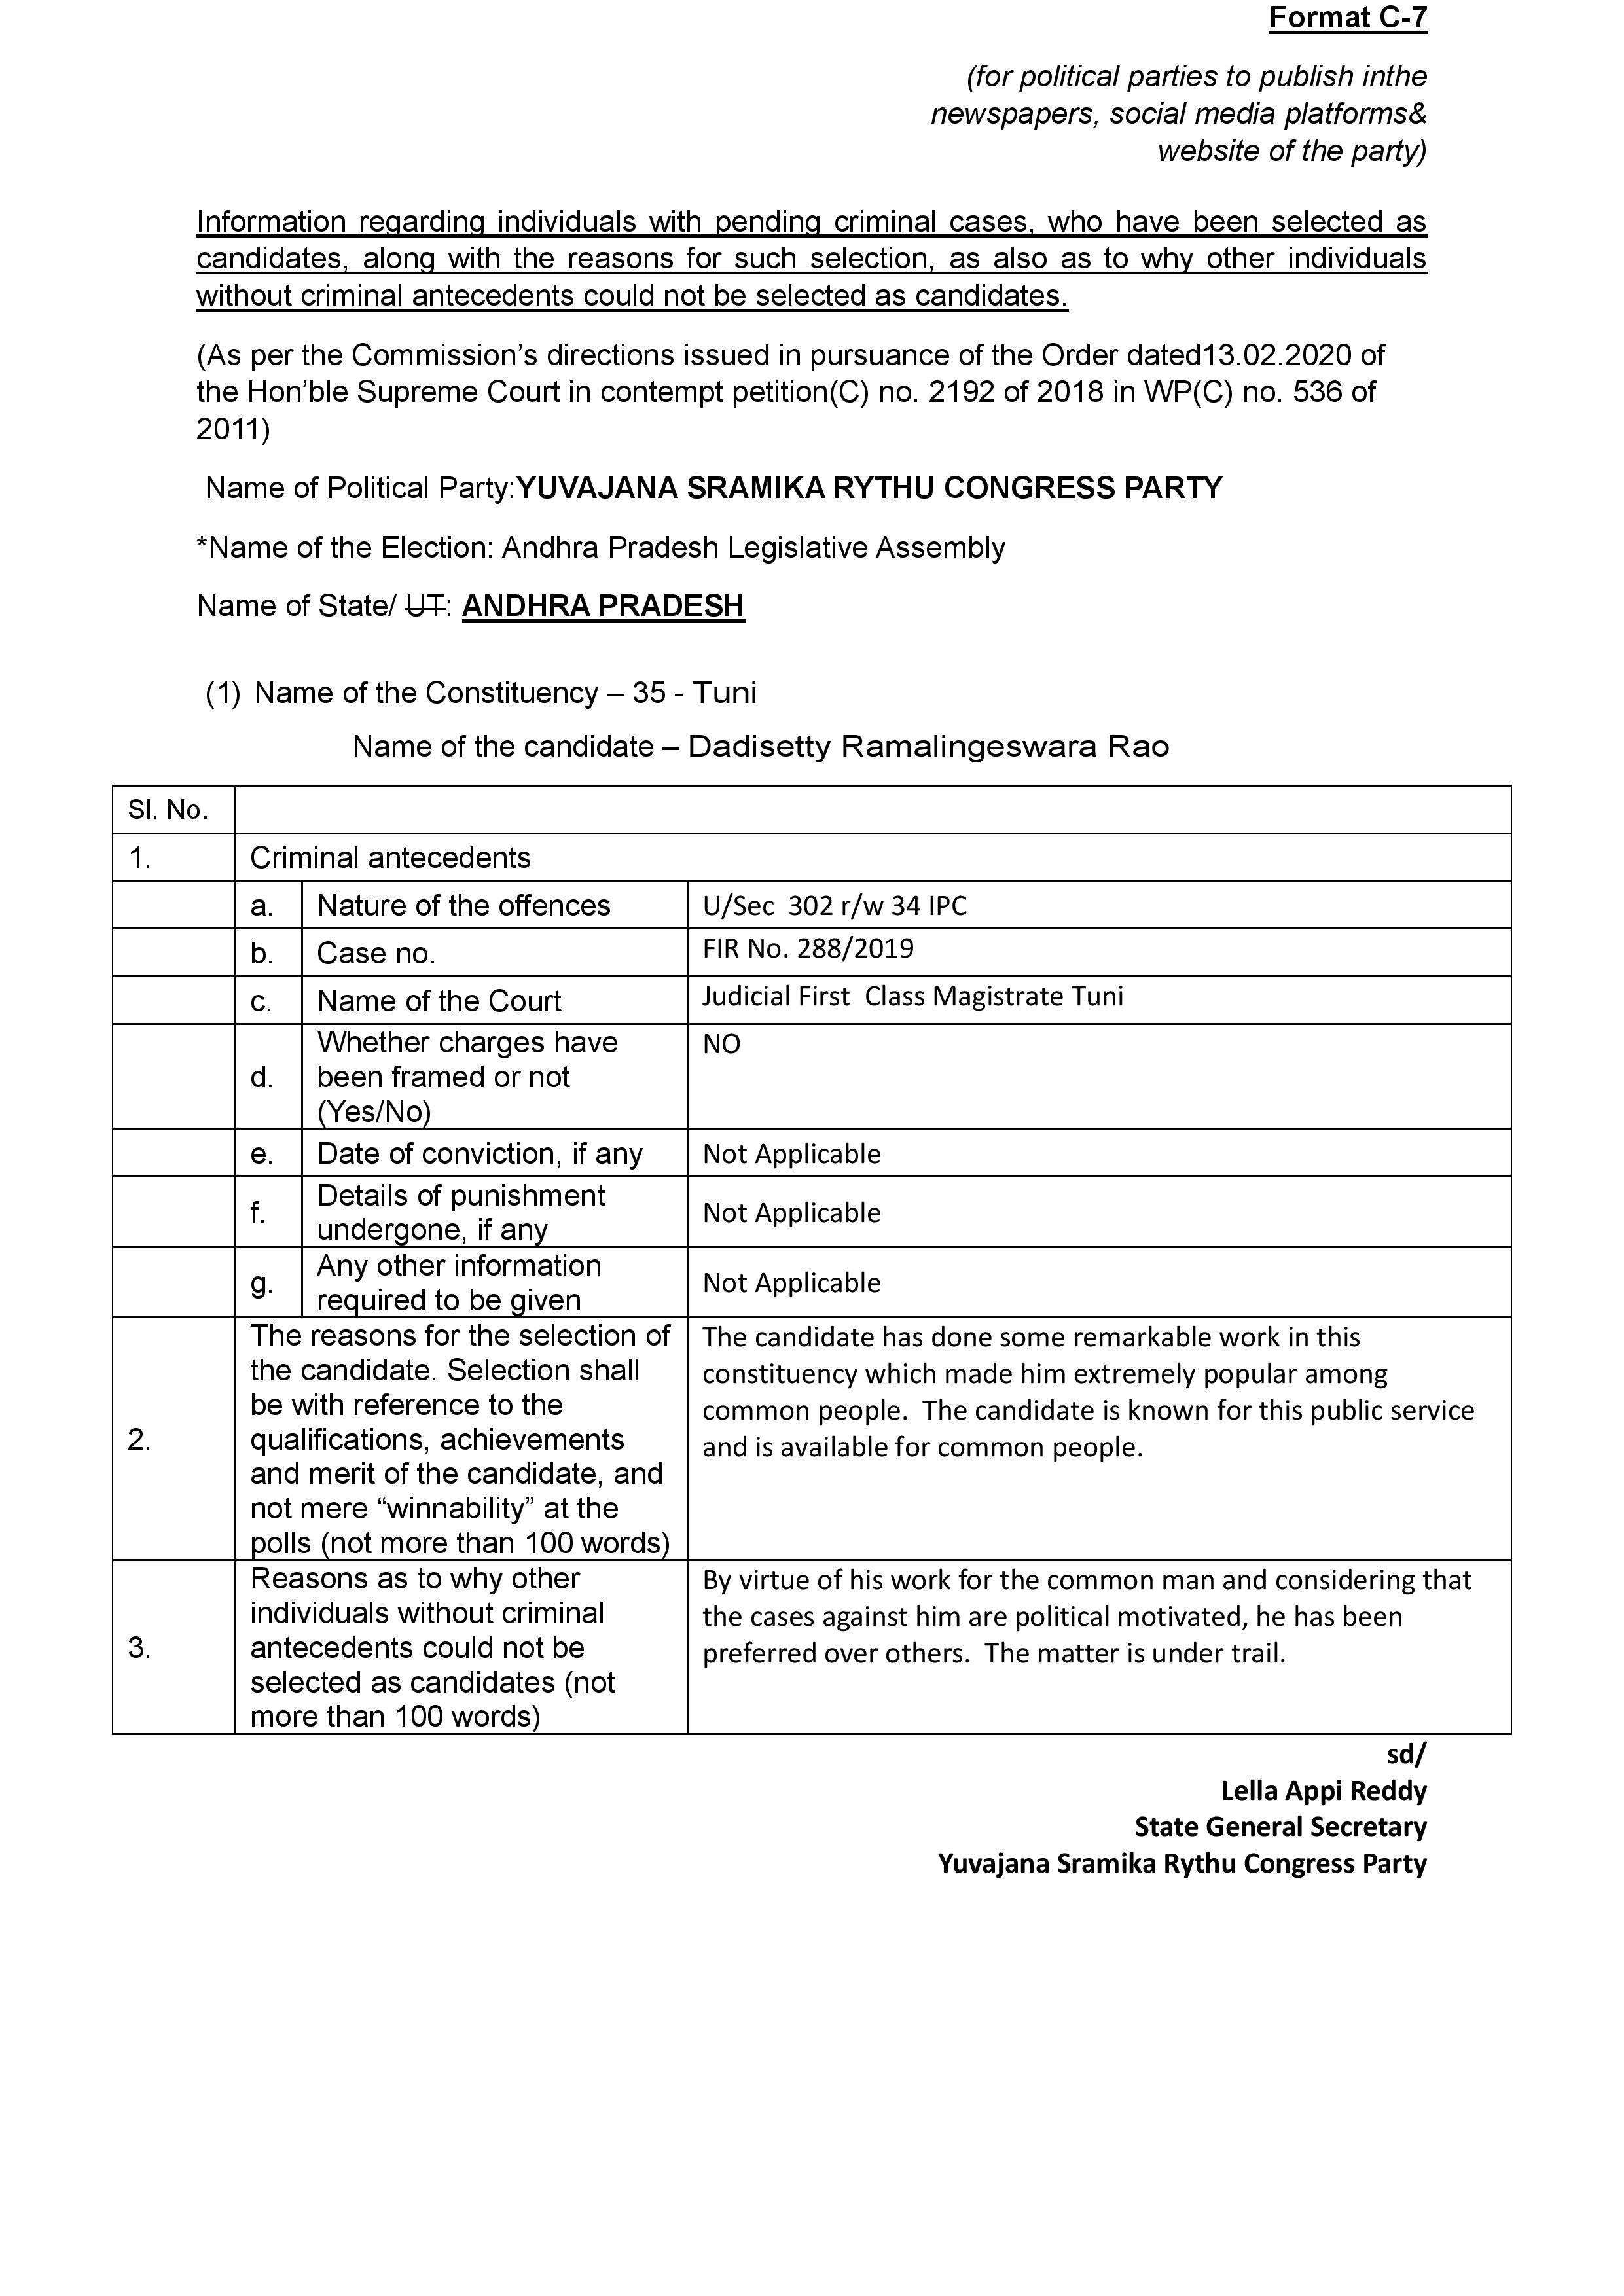 Format C-7
(for political parties to publish inthe
newspapers, social media platforms&
website of the party)
Information regarding individuals with pending criminal cases, who have been selected as
candidates, along with the reasons for such selection, as also as to why other individuals
without criminal antecedents could not be selected as candidates.
(As per the Commission’s directions issued in pursuance of the Order dated13.02.2020 of
the Hon’ble Supreme Court in contempt petition(C) no. 2192 of 2018 in WP(C) no. 536 of
2011)
Name of Political Party:YUVAJANA SRAMIKA RYTHU CONGRESS PARTY
*Name of the Election: Andhra Pradesh Legislative Assembly
Name of State/ UT: ANDHRA PRADESH
(1) Name of the Constituency – 35 - Tuni
Name of the candidate – Dadisetty Ramalingeswara Rao
Sl. No.
1. Criminal antecedents
a. Nature of the offences U/Sec 302 r/w 34 IPC
b. Case no. FIR No. 288/2019
c. Name of the Court Judicial First Class Magistrate Tuni
d. Whether charges have
been framed or not
(Yes/No)
NO
e. Date of conviction, if any Not Applicable
f. Details of punishment
undergone, if any
Not Applicable
g. Any other information
required to be given
Not Applicable
2.
The reasons for the selection of
the candidate. Selection shall
be with reference to the
qualifications, achievements
and merit of the candidate, and
not mere “winnability” at the
polls (not more than 100 words)
The candidate has done some remarkable work in this
constituency which made him extremely popular among
common people. The candidate is known for this public service
and is available for common people.
3.
Reasons as to why other
individuals without criminal
antecedents could not be
selected as candidates (not
more than 100 words)
By virtue of his work for the common man and considering that
the cases against him are political motivated, he has been
preferred over others. The matter is under trail.
sd/
Lella Appi Reddy
State General Secretary
Yuvajana Sramika Rythu Congress Party